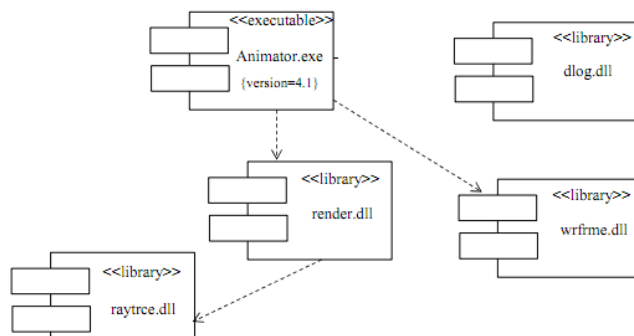 <<executable>>
Animator.exe
{version=4.1}
<<library>>
dlog.dll
<<library>>
render.dll
<<library>>
wrfrme.dll
<<library>>
raytrce.dll